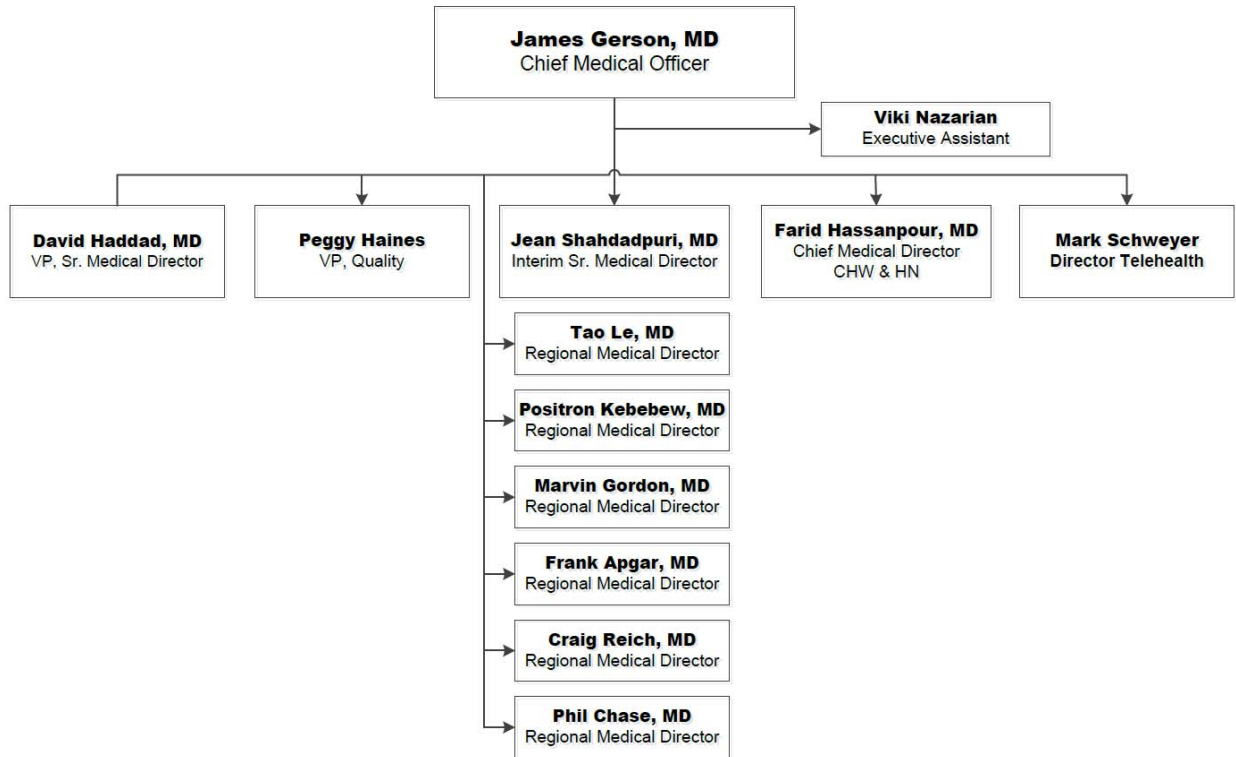 James Gerson, MD
Chief Medical Officer
Viki Nazarian
Executive Assistant
David Haddad, MD
VP, Sr. Medical Director
Peggy Haines
VP, Quality
Jean Shahdadpuri, MD
Interim Sr. Medical Director
Farid Hassanpour, MD
Chief Medical Director
CHW & HN
Mark Schweyer
Director Telehealth
Tao Le, MD
Regional Medical Director
Positron Kebebew, MD
Regional Medical Director
Marvin Gordon, MD
Regional Medical Director
Frank Apgar, MD
Regional Medical Director
Craig Reich, MD
Regional Medical Director
Phil Chase, MD
Regional Medical Director